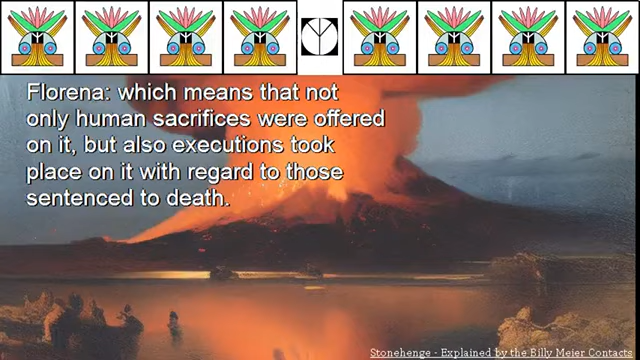 Florena: which means that not
only human sacrifices were offered
on it, but also executions took
place on it with regard to those
sentenced to death.
Stonehenge - Explained by the Billy Meier Contacts